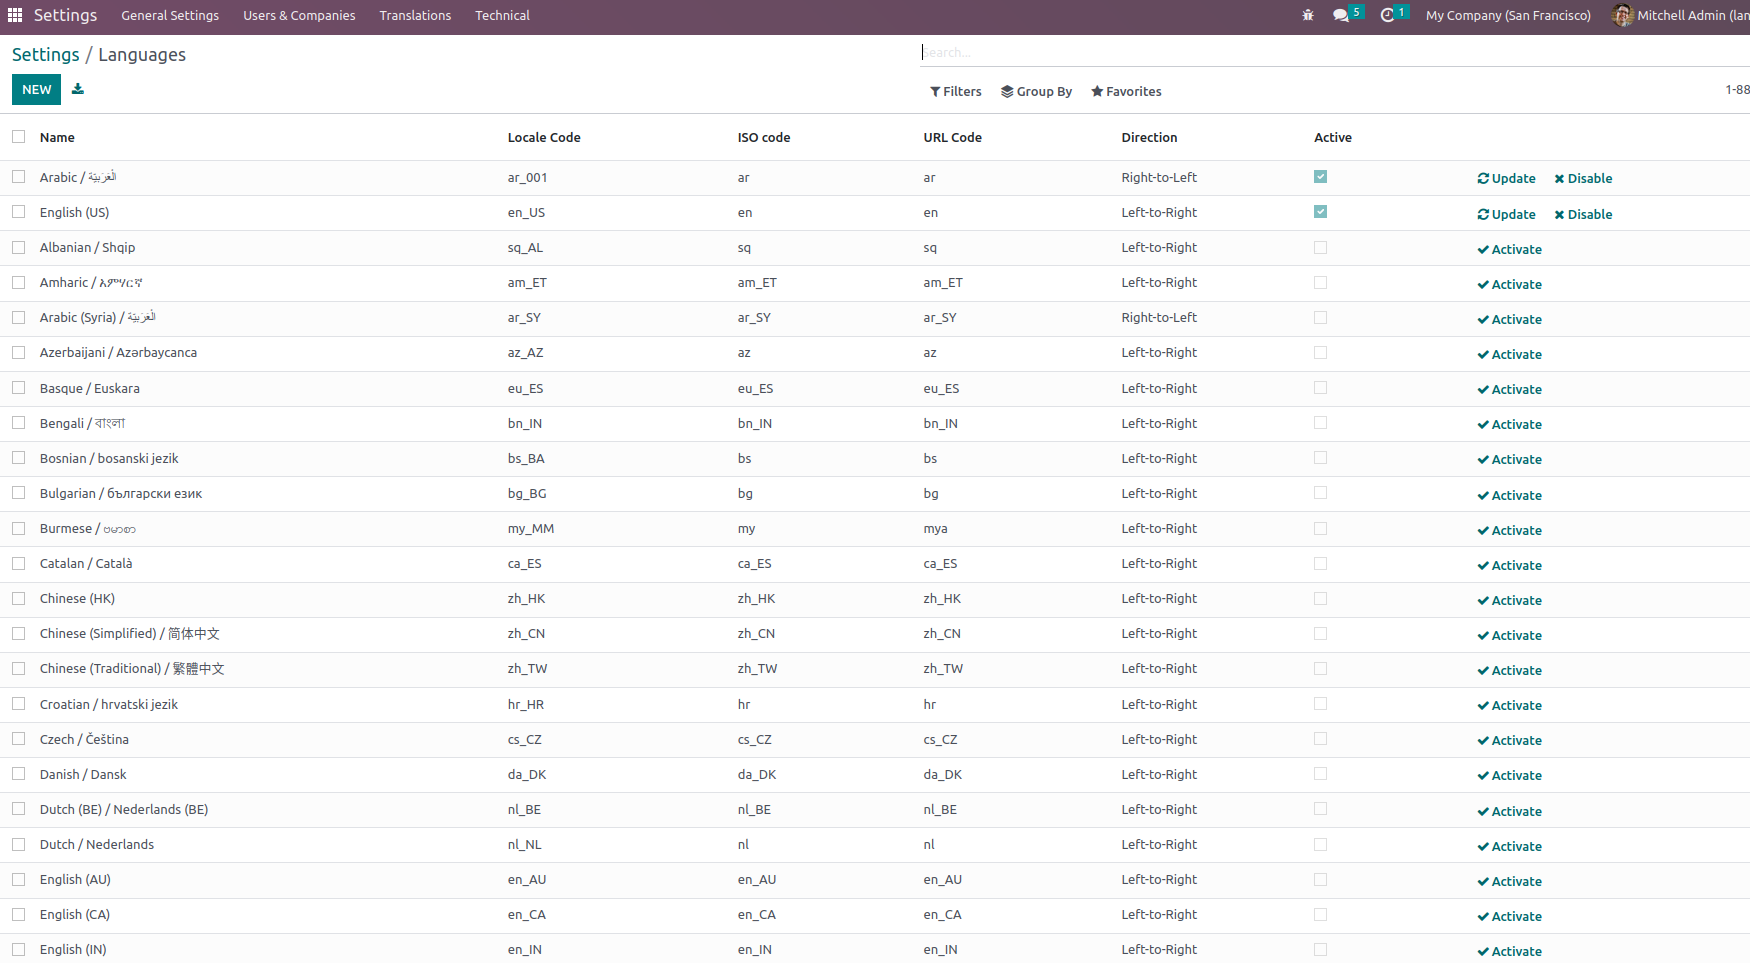 Settings General Settings Users & Companies Translations Technical 5 1 My Company (San Francisco) Mitchell Admin (lan
Settings / Languages Search...
NEW Filters Group By Favorites 1-88
Name Locale Code ISO code URL Code Direction Active
Arabic / الْعَرَبيّة ar_001 ar ar Right-to-Left Update Disable
English (US) en_US en en Left-to-Right Update Disable
Albanian / Shqip sq_AL sq sq Left-to-Right Activate
Amharic / አምሃርኛ am_ET am_ET am_ET Left-to-Right Activate
Arabic (Syria) / الْعَرَبيّة ar_SY ar_SY ar_SY Right-to-Left Activate
Azerbaijani / Azərbaycanca az_AZ az az Left-to-Right Activate
Basque / Euskara eu_ES eu_ES eu_ES Left-to-Right Activate
Bengali / বাংলা bn_IN bn_IN bn_IN Left-to-Right Activate
Bosnian / bosanski jezik bs_BA bs bs Left-to-Right Activate
Bulgarian / български език bg_BG bg bg Left-to-Right Activate
Burmese / ဗမာစာ my_MM my mya Left-to-Right Activate
Catalan / Català ca_ES ca_ES ca_ES Left-to-Right Activate
Chinese (HK) zh_HK zh_HK zh_HK Left-to-Right Activate
Chinese (Simplified) / 简体中文 zh_CN zh_CN zh_CN Left-to-Right Activate
Chinese (Traditional) / 繁體中文 zh_TW zh_TW zh_TW Left-to-Right Activate
Croatian / hrvatski jezik hr_HR hr hr Left-to-Right Activate
Czech / Čeština cs_CZ cs_CZ cs_CZ Left-to-Right Activate
Danish / Dansk da_DK da_DK da_DK Left-to-Right Activate
Dutch (BE) / Nederlands (BE) nl_BE nl_BE nl_BE Left-to-Right Activate
Dutch / Nederlands nl_NL nl nl Left-to-Right Activate
English (AU) en_AU en_AU en_AU Left-to-Right Activate
English (CA) en_CA en_CA en_CA Left-to-Right Activate
English (IN) en_IN en_IN en_IN Left-to-Right Activate